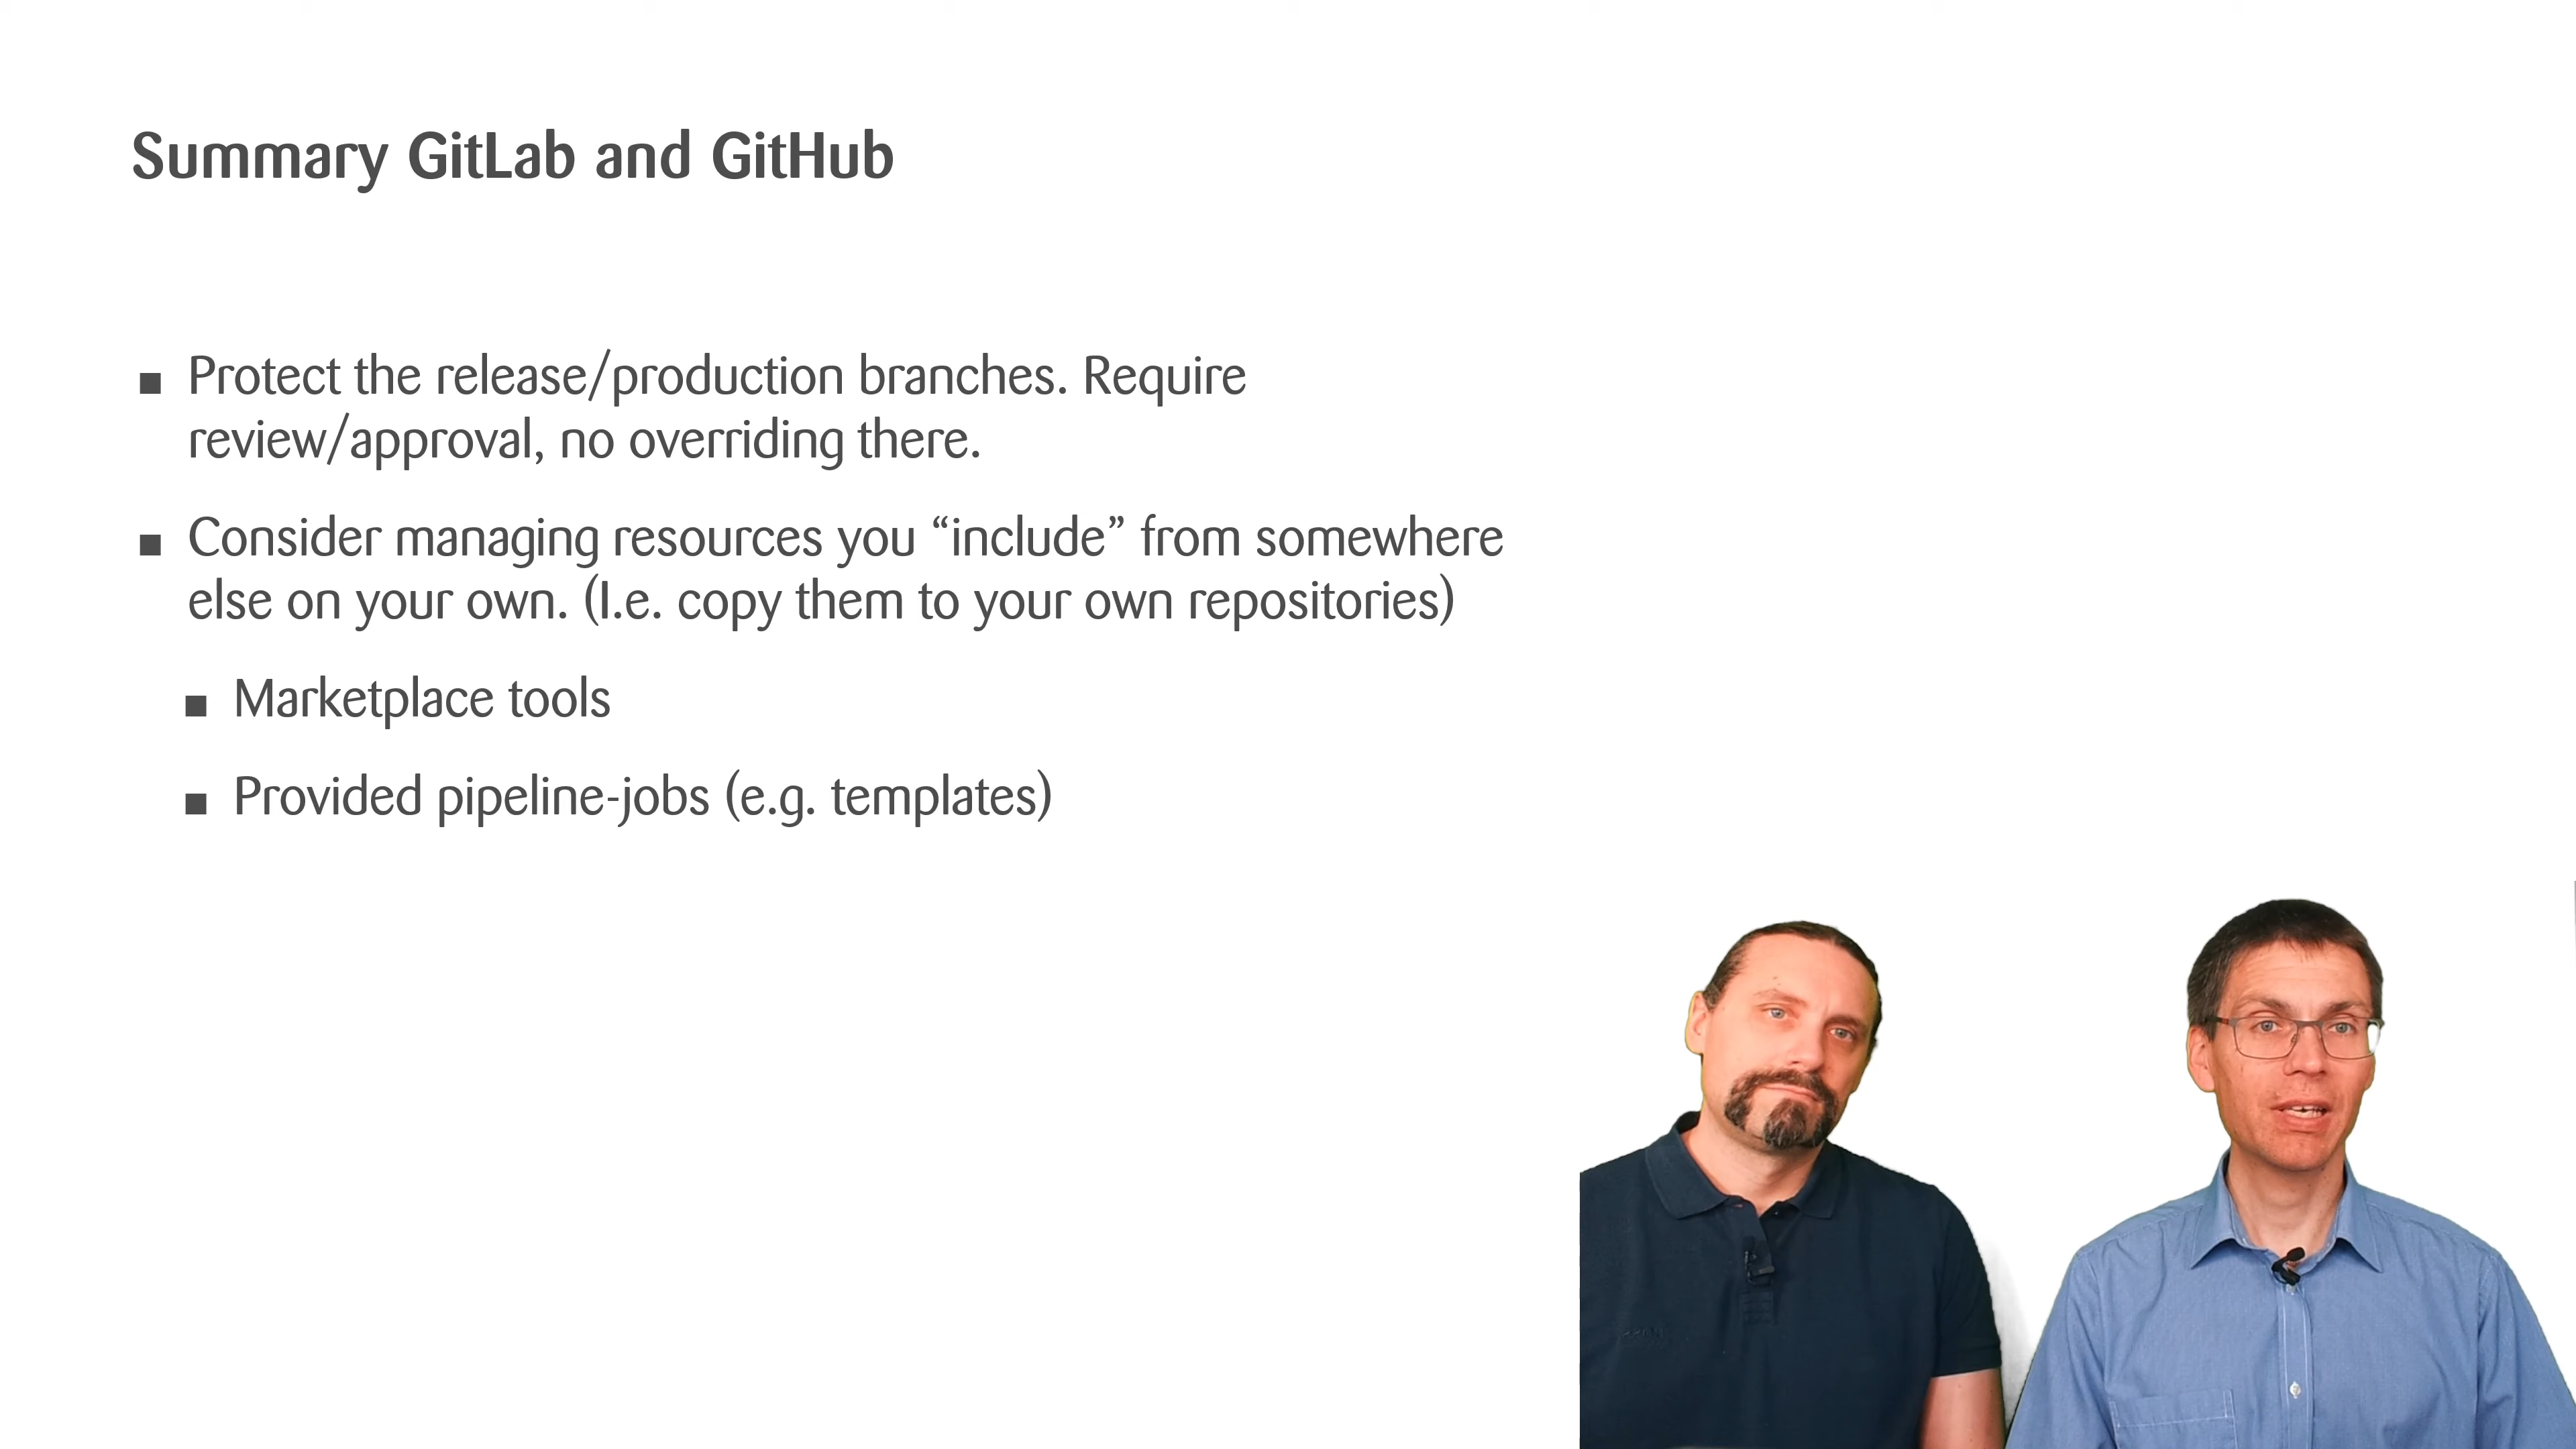 Summary GitLab and GitHub
■ Protect the release/production branches. Require
review/approval, no overriding there.
■ Consider managing resources you “include” from somewhere
else on your own. (I.e. copy them to your own repositories)
■ Marketplace tools
■ Provided pipeline-jobs (e.g. templates)